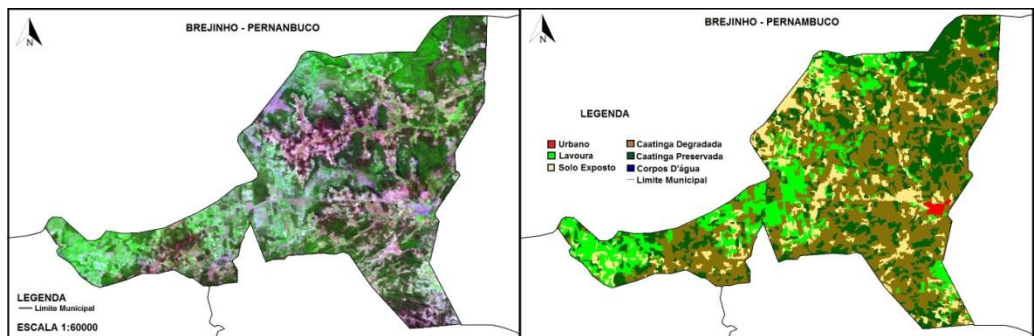 BREJINHO - PERNANBUCO
N
LEGENDA
Limite Municipal
ESCALA 1:60000
BREJINHO - PERNAMBUCO
N
LEGENDA
Urbano
Lavoura
Solo Exposto
Caatinga Degradada
Caatinga Preservada
Corpos D'água
Limite Municipal